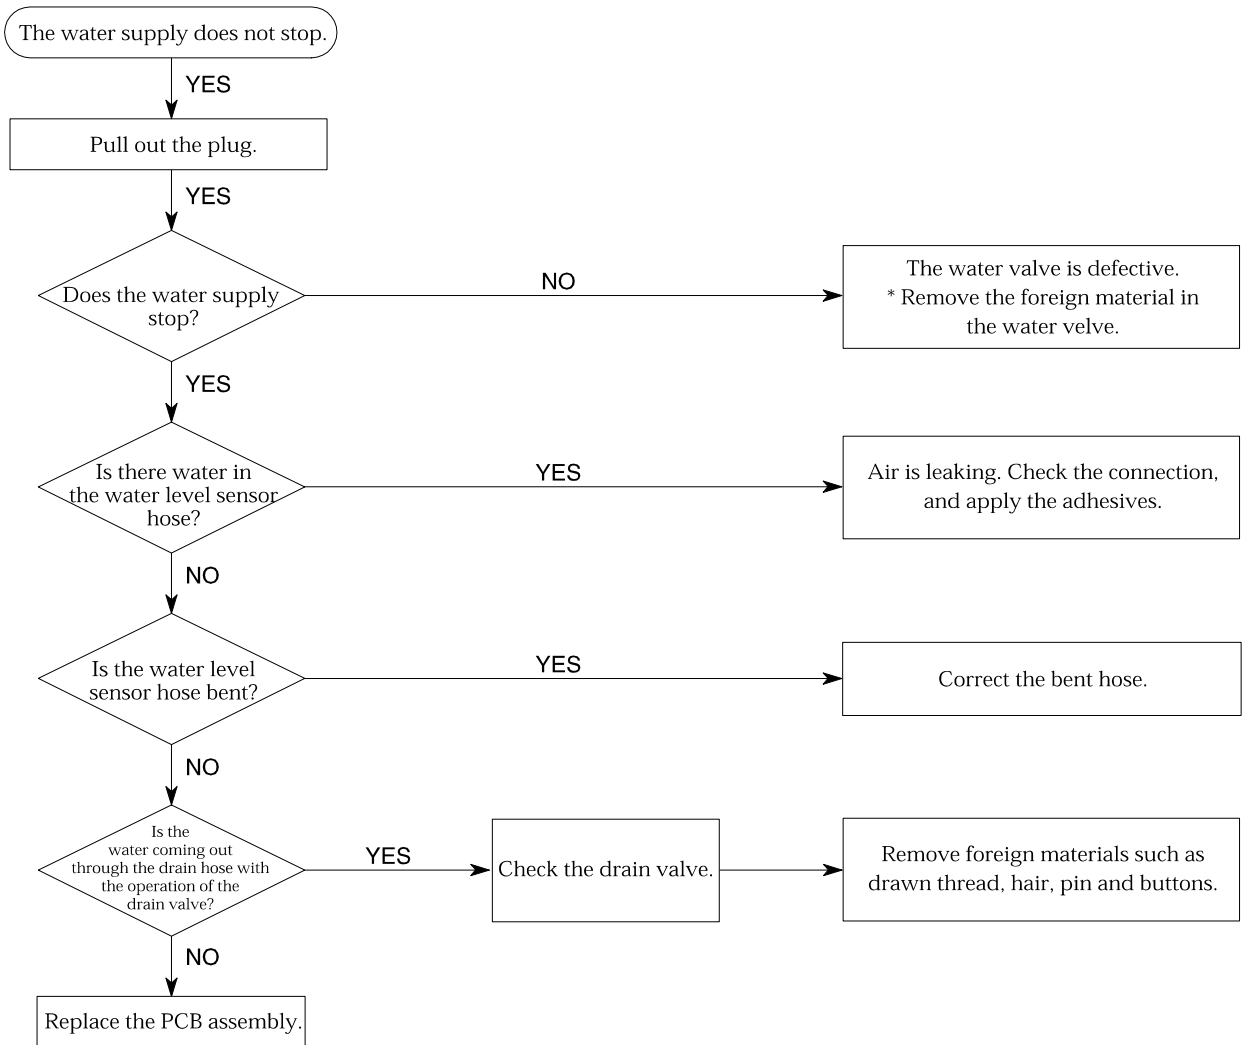 The water supply does not stop.
YES
Pull out the plug.
YES
Does the water supply
stop?
NO
The water valve is defective.
* Remove the foreign material in
the water velve.
YES
Is there water in
the water level sensor
hose?
YES
Air is leaking. Check the connection,
and apply the adhesives.
NO
Is the water level
sensor hose bent?
YES
Correct the bent hose.
NO
Is the
water coming out
through the drain hose with
the operation of the
drain valve?
YES
Check the drain valve.
Remove foreign materials such as
drawn thread, hair, pin and buttons.
NO
Replace the PCB assembly.